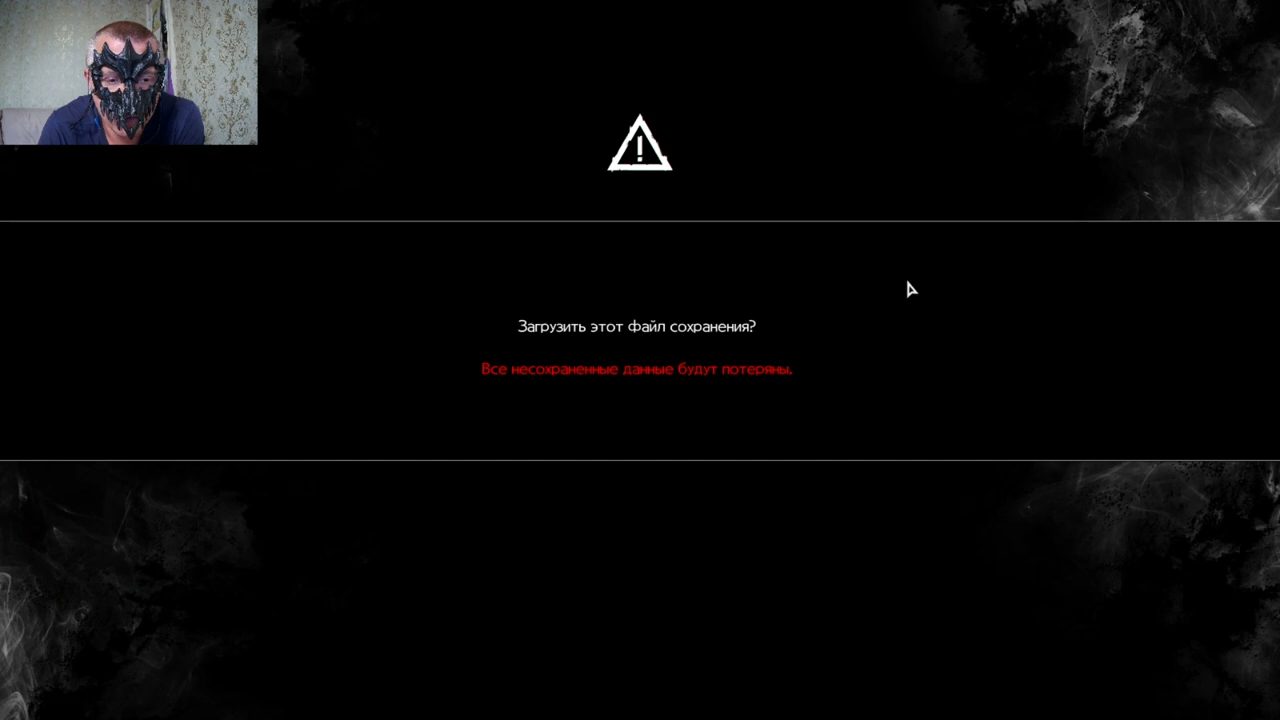 Загрузить этот файл сохранения?
Все несохраненные данные будут потеряны.